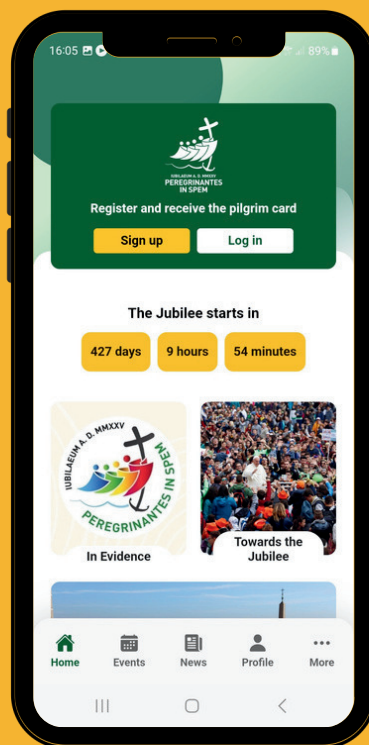 16:05
89%
IUBILAEUM A. D. MMXXV
PEREGRINANTES
IN SPEM
Register and receive the pilgrim card
Sign up
Log in
The Jubilee starts in
427 days
9 hours
54 minutes
IUBILAEUM A. D. MMXXV
PEREGRINANTES IN SPEM
In Evidence
Towards the
Jubilee
Home
Events
News
Profile
More